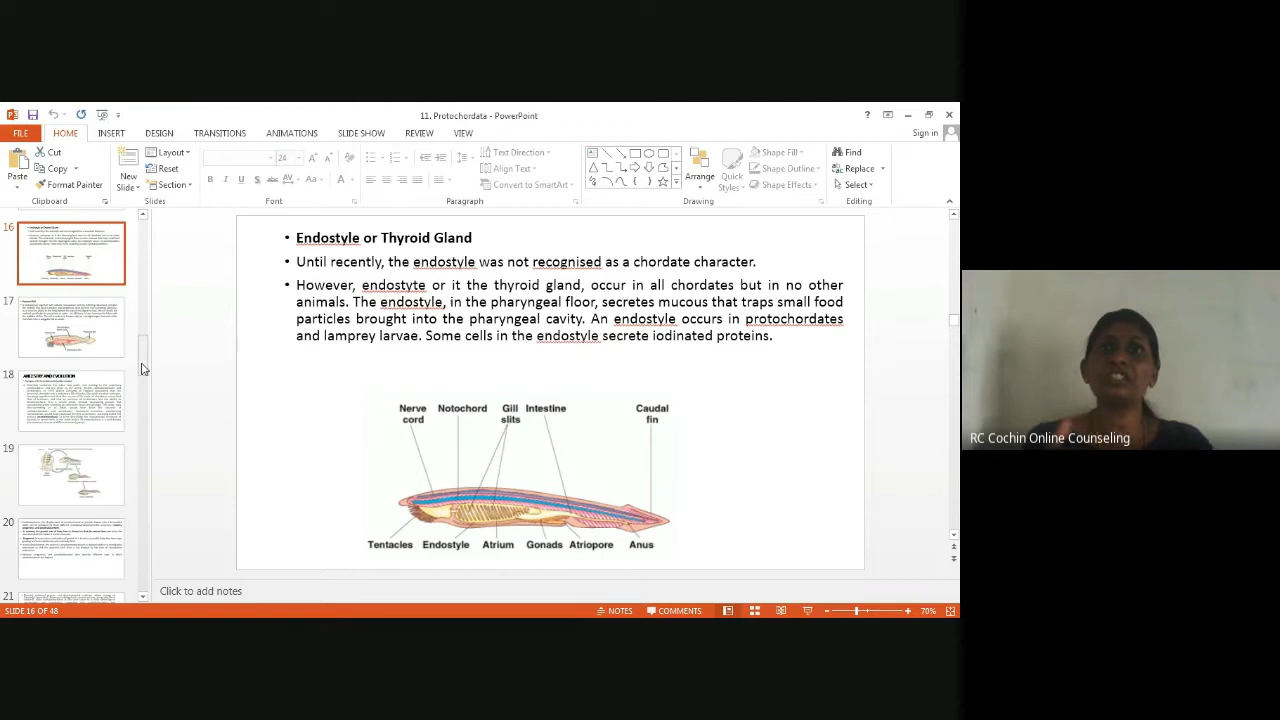 11. Protochordata - PowerPoint
FILE HOME INSERT DESIGN TRANSITIONS ANIMATIONS SLIDE SHOW REVIEW VIEW Sign in
Paste Cut Copy Format Painter Clipboard
New Slide Layout Reset Section Slides
24 Font
Text Direction Align Text Convert to SmartArt Paragraph
Arrange Quick Styles Shape Fill Shape Outline Shape Effects Drawing
Find Replace Select Editing
16
17
18
ANCESTRY AND EVOLUTION
19
20
21
• Endostyle or Thyroid Gland
• Until recently, the endostyle was not recognised as a chordate character.
• However, endostyte or it the thyroid gland, occur in all chordates but in no other
animals. The endostyle, in the pharyngeal floor, secretes mucous that traps small food
particles brought into the pharyngeal cavity. An endostyle occurs in protochordates
and lamprey larvae. Some cells in the endostyle secrete iodinated proteins.
Nerve cord Notochord Gill slits Intestine Caudal fin
Tentacles Endostyle Atrium Gonads Atriopore Anus
Click to add notes
SLIDE 16 OF 48 NOTES COMMENTS 70%
RC Cochin Online Counseling